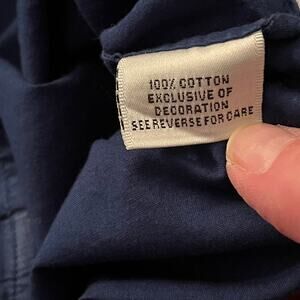 100% COTTON
EXCLUSIVE OF
DECORATION
SEE REVERSE FOR CARE